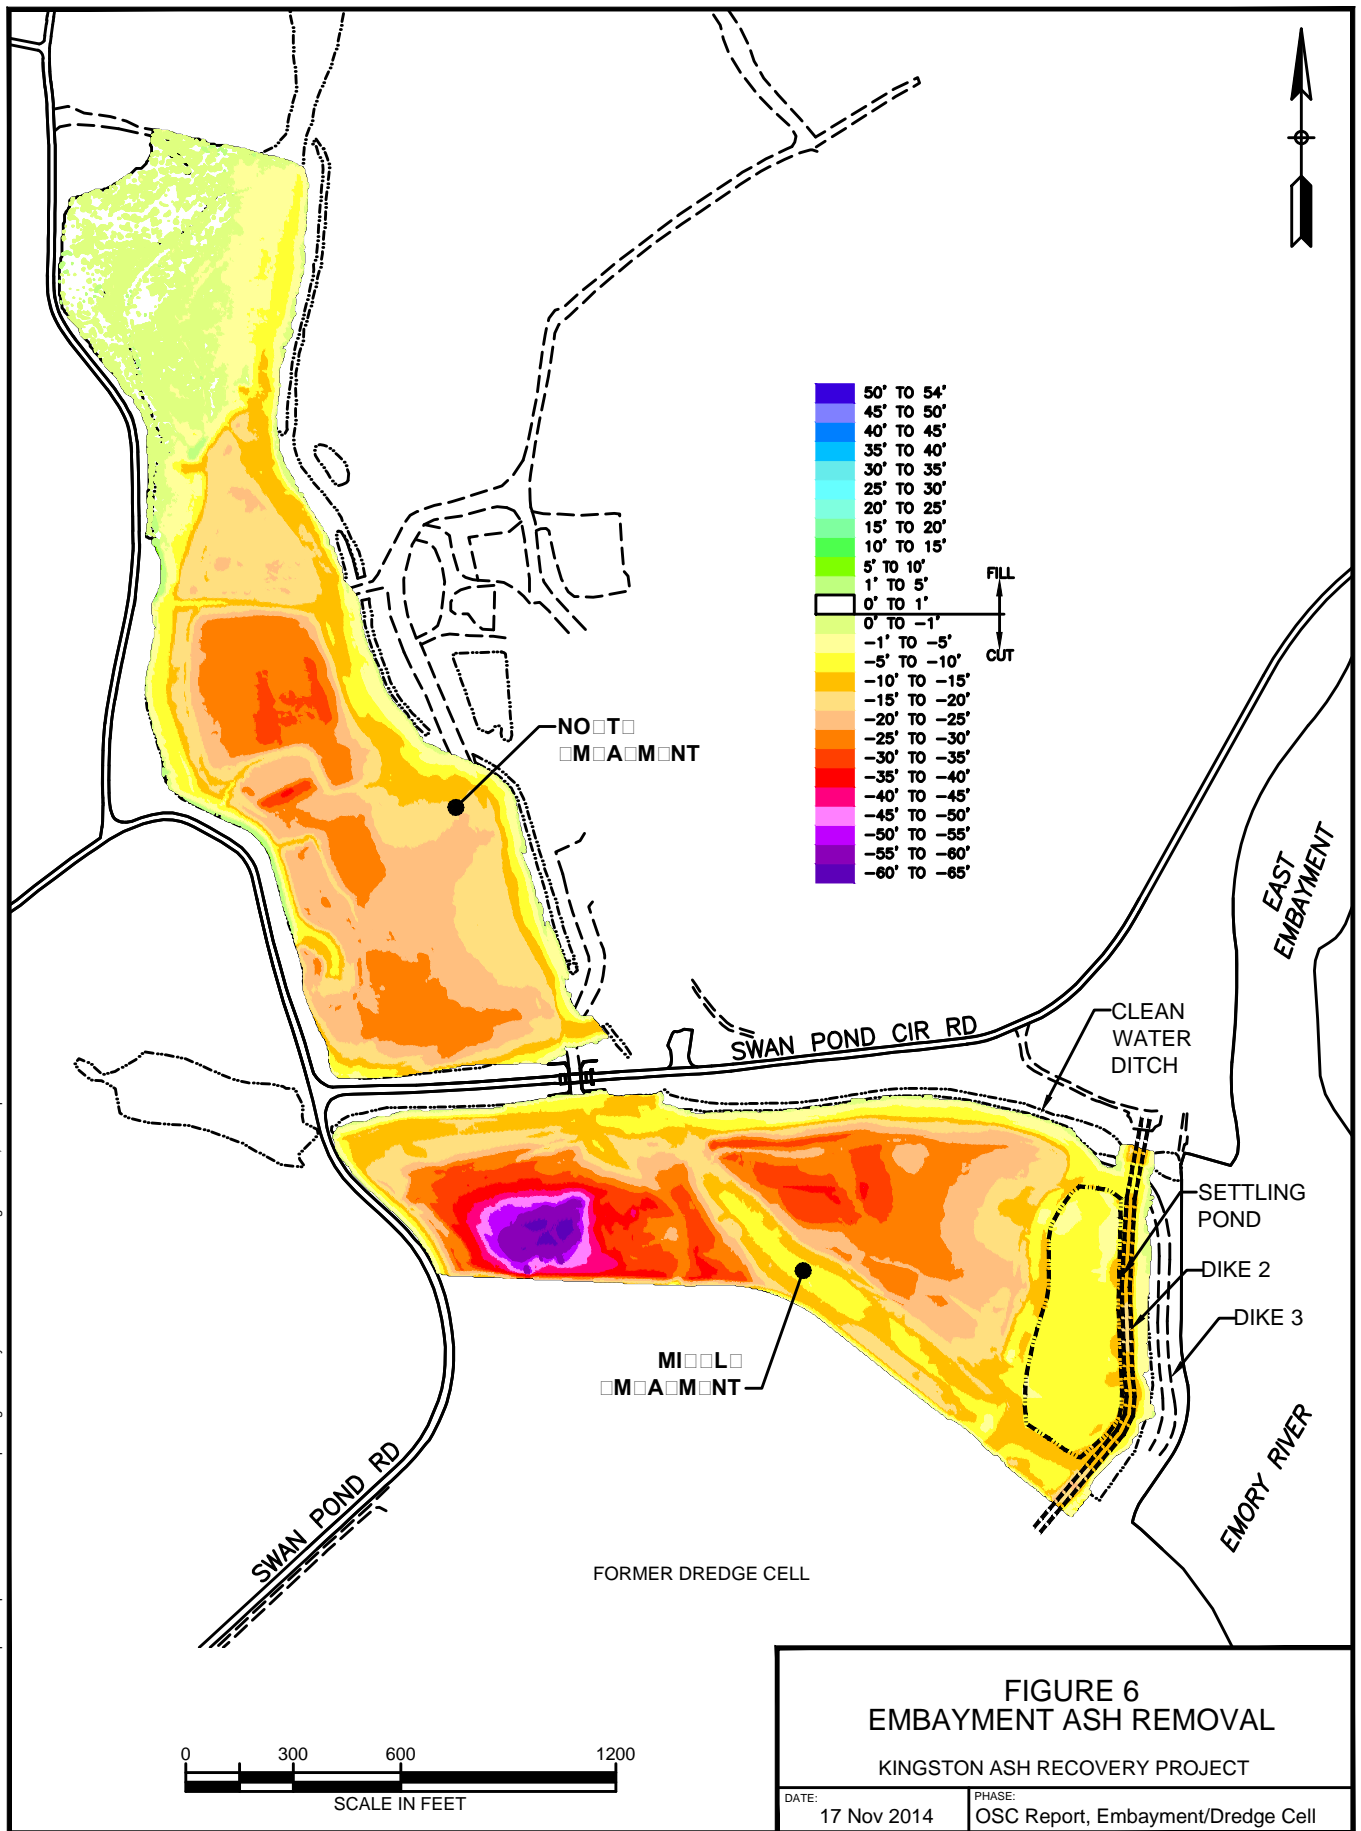 50' TO 54'
45' TO 50'
40' TO 45'
35' TO 40'
30' TO 35'
25' TO 30'
20' TO 25'
15' TO 20'
10' TO 15'
5' TO 10'
1' TO 5'
0' TO 1'
0' TO -1'
-1' TO -5'
-5' TO -10'
-10' TO -15'
-15' TO -20'
-20' TO -25'
-25' TO -30'
-30' TO -35'
-35' TO -40'
-40' TO -45'
-45' TO -50'
-50' TO -55'
-55' TO -60'
-60' TO -65'
FILL
CUT
NO□T□
□M□A□M□NT
EAST
EMBAYMENT
CLEAN
WATER
DITCH
SWAN POND CIR RD
SETTLING
POND
DIKE 2
DIKE 3
MI□□L□
□M□A□M□NT
EMORY RIVER
SWAN POND RD
FORMER DREDGE CELL
0 300 600 1200
SCALE IN FEET
FIGURE 6
EMBAYMENT ASH REMOVAL
KINGSTON ASH RECOVERY PROJECT
DATE:
17 Nov 2014
PHASE:
OSC Report, Embayment/Dredge Cell